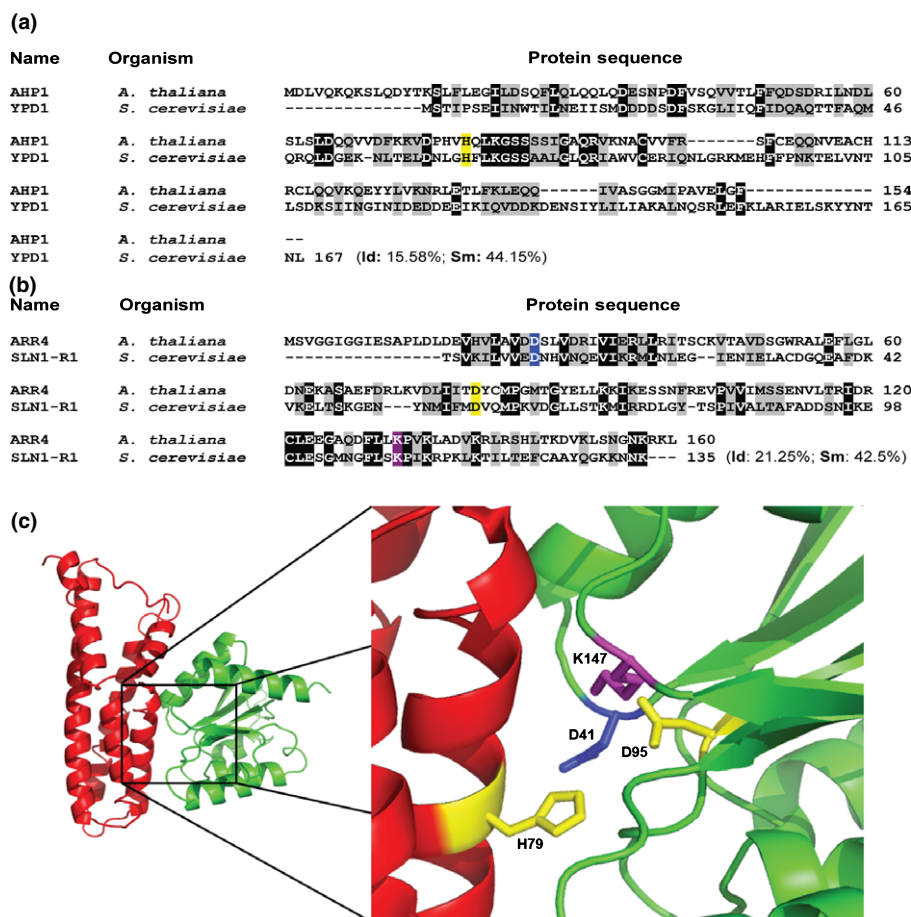 (a)
Name Organism Protein sequence
AHP1 A. thaliana MDLVQKQKSLQDYTKSLFLEGILDSQFLQLQQLQDESNPDFVSQVVTLFFQDSDRILNDL 60
YPD1 S. cerevisiae ---------------MSTIPSEIINWTILNEIISMDDDDSDFSKGLIIQFIDQAQTTFAQM 46
AHP1 A. thaliana SLSLDQQVVDFKKVDPHVHQLKGSSSSIGAQRVKNACVVFR------SFCEQQNVEACH 113
YPD1 S. cerevisiae QRQLDGEK-NLTELDNLGHFLKGSSAALGLQRIAWVCERIQNLGRKMEHFFPNKTELVNT 105
AHP1 A. thaliana RCLQQVKQEYYLVKNRLETLFKLEQQ------IVASGGMIPAVELGF------------- 154
YPD1 S. cerevisiae LSDKSIINGINIDEDDEEIKIQVDDKDENSIYLILIAKALNQSRLEFKLARIELSKYYNT 165
AHP1 A. thaliana --
YPD1 S. cerevisiae NL 167 (Id: 15.58%; Sm: 44.15%)
(b)
Name Organism Protein sequence
ARR4 A. thaliana MSVGGIGGIESAPLDLDEVHVLAVDDSLVDRIVIERLLRITSCKVTAVDSGWRALEFLGL 60
SLN1-R1 S. cerevisiae ----------------TSVKILVVEDNHVNQEVIKRMLNLEG--IENIELACDGQEAFDK 42
ARR4 A. thaliana DNEKASAEFDRLKVDLIITDYCMPGMTGYELLKKIKESSNFREVPVVIMSSENVLTRIDR 120
SLN1-R1 S. cerevisiae VKELTSKGEN---YNMIFMDVQMPKVDGLLSTKMIRRDLGY-TSPIVALTAFADDSNIKE 98
ARR4 A. thaliana CLEEGAQDFLLKPVKLADVKRLRSHLTKDVKLSNGNKRKL 160
SLN1-R1 S. cerevisiae CLESGMNGFLSKPIKRPKLKTILTEFCAAYQGKKNNK--- 135 (Id: 21.25%; Sm: 42.5%)
(c)
K147
D41
D95
H79